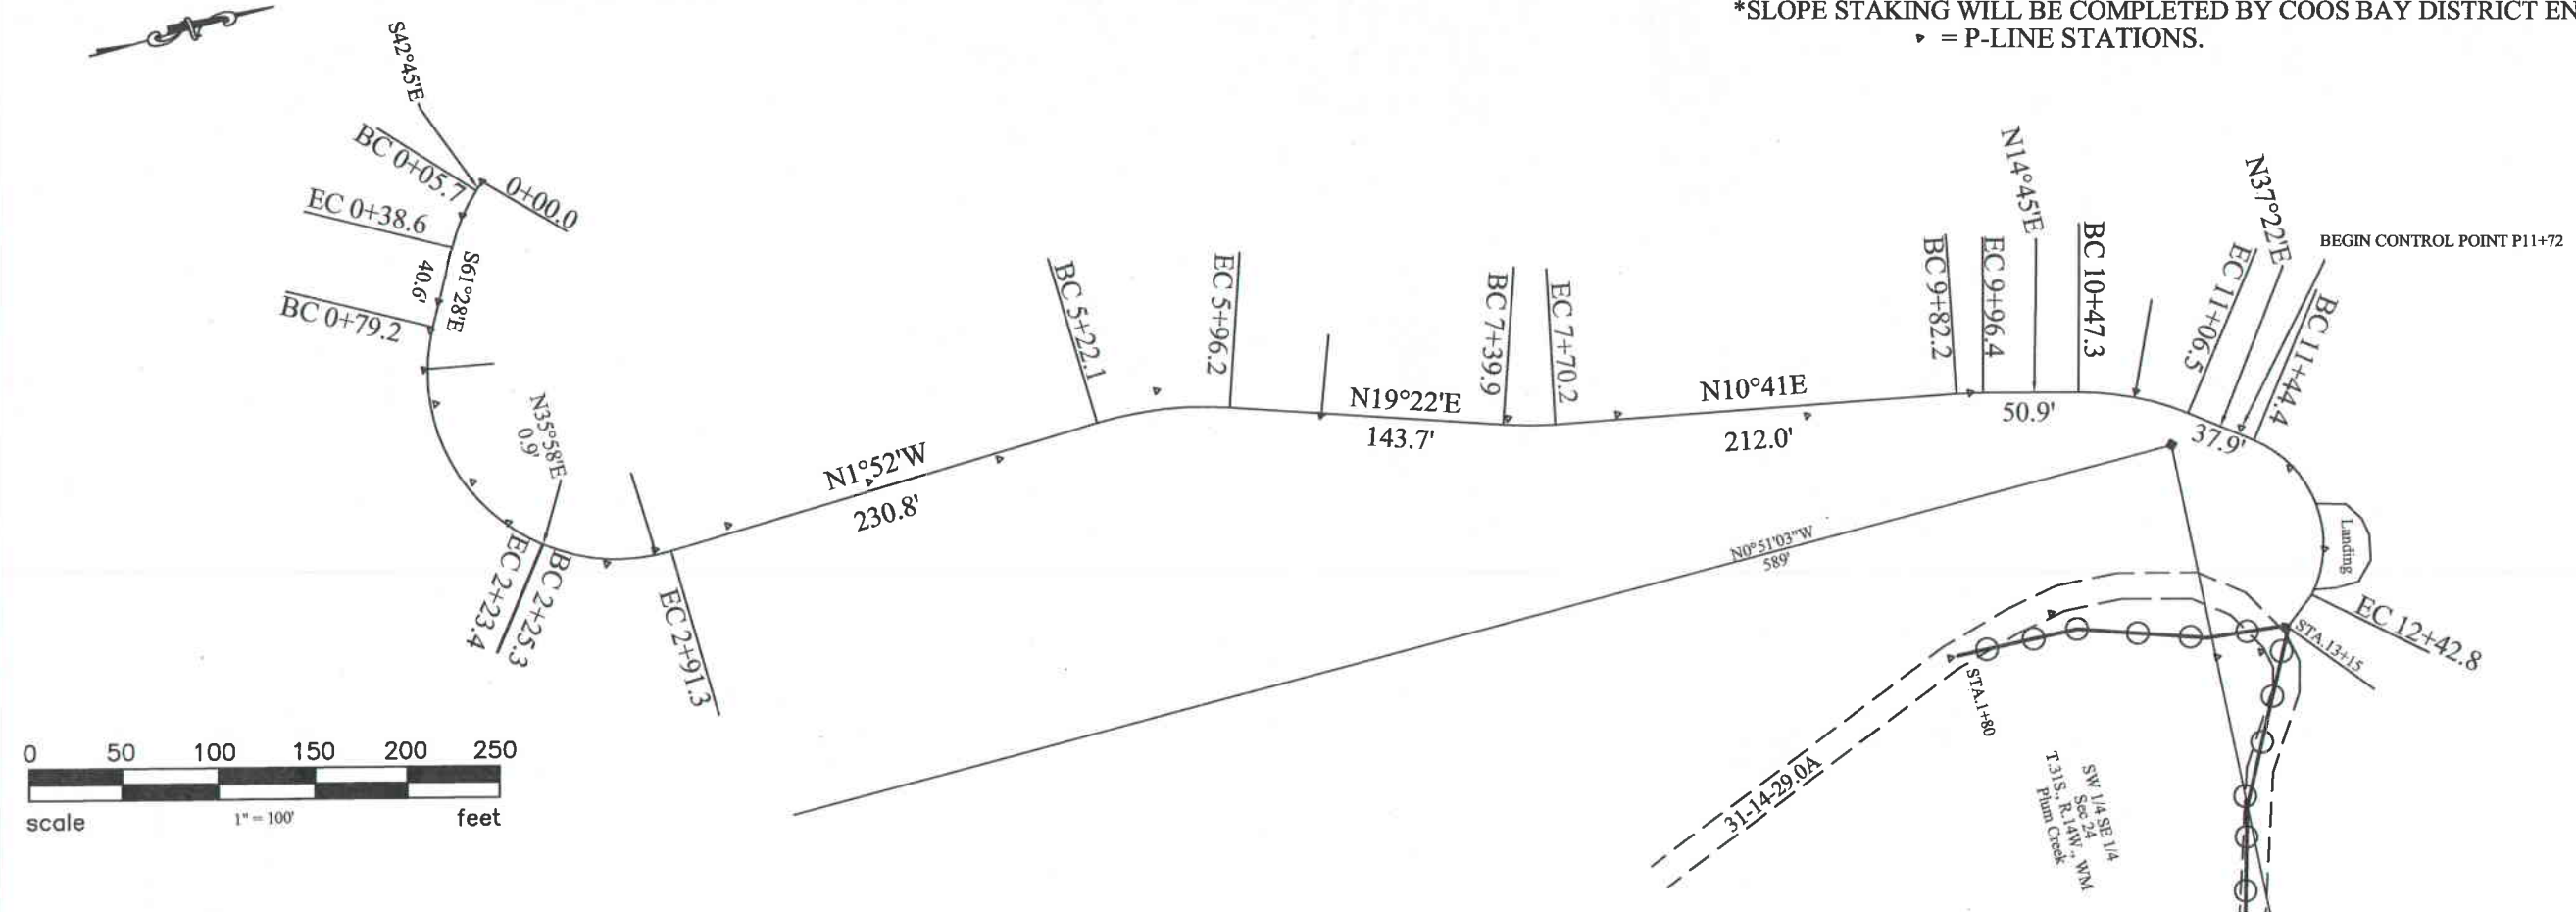 *SLOPE STAKING WILL BE COMPLETED BY COOS BAY DISTRICT EN
= P-LINE STATIONS.
S42°45'E
BC 0+05.7
0+00.0
EC 0+38.6
S61°28'E
40.6'
BC 0+79.2
N35°58'E
0.9'
EC 2+23.4
BC 2+25.3
EC 2+91.3
N1°52'W
230.8'
BC 5+22.1
EC 5+96.2
N19°22'E
143.7'
BC 7+39.9
EC 7+70.2
N10°41E
212.0'
BC 9+82.2
EC 9+96.4
N14°45'E
50.9'
BC 10+47.3
EC 11+06.5
N37°22'E
37.9'
BEGIN CONTROL POINT P11+72
BC 11+44.4
Landing
EC 12+42.8
STA.13+15
N0°51'03"W
589'
STA.1+80
31-14-29.0A
SW 1/4 SE 1/4
Sec 24
T.31S., R.14W., WM
Plum Creek
0 50 100 150 200 250
scale 1" = 100' feet